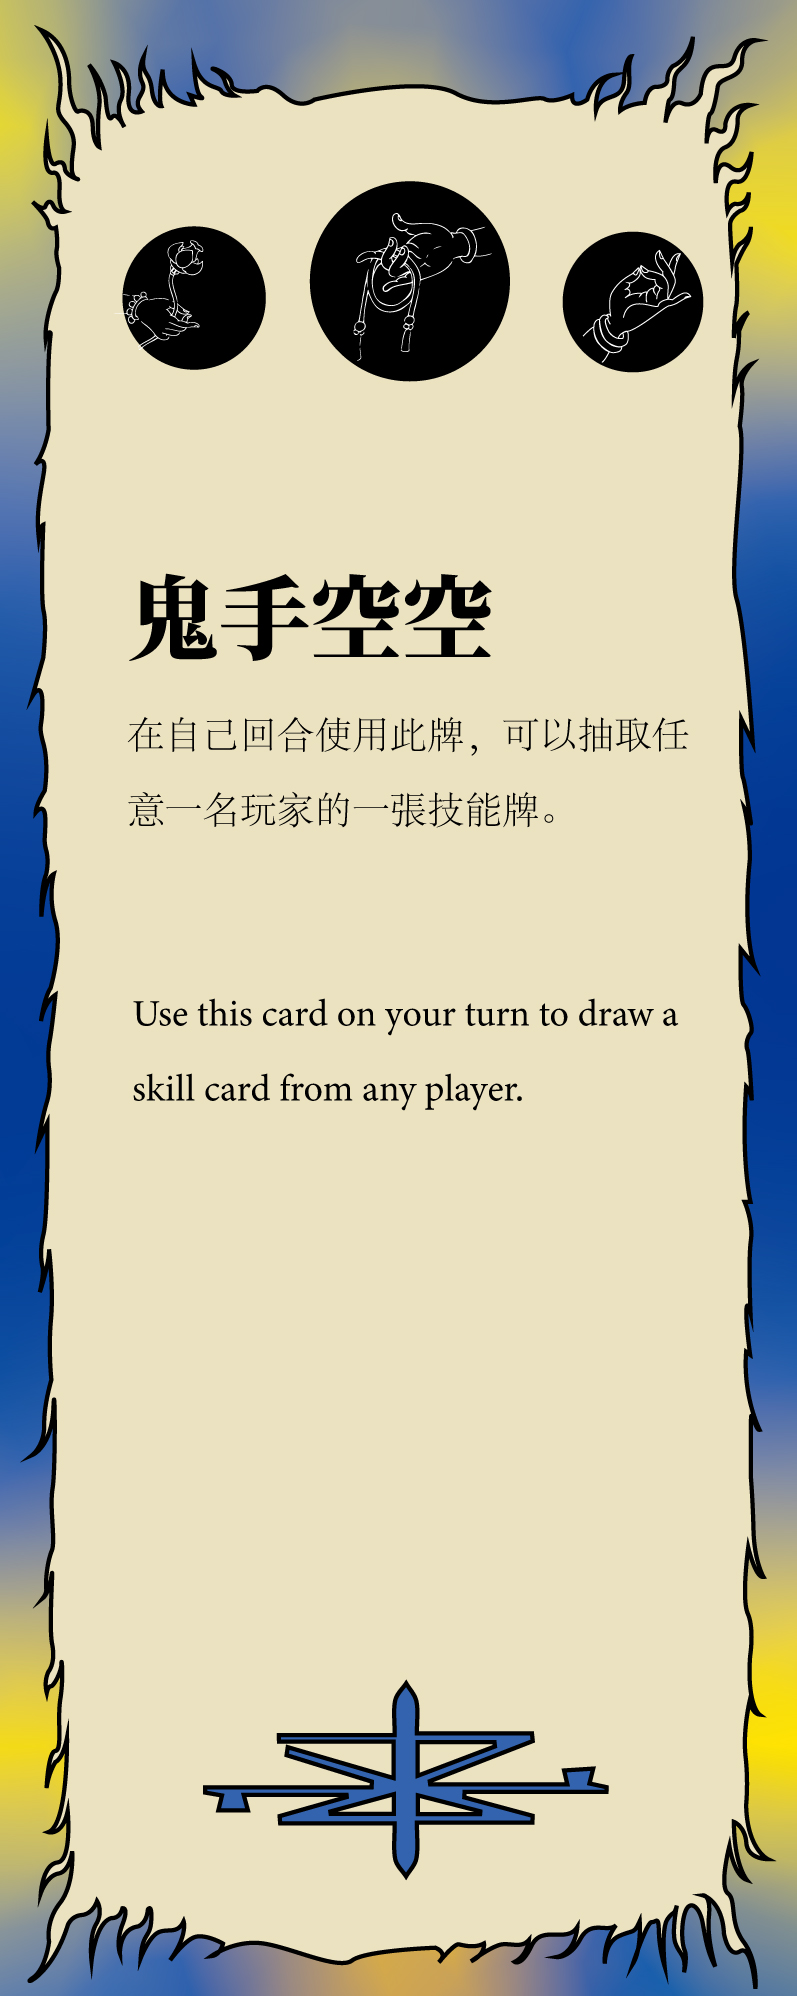 鬼手空空
在自己回合使用此牌，可以抽取任
意一名玩家的一張技能牌。
Use this card on your turn to draw a
skill card from any player.